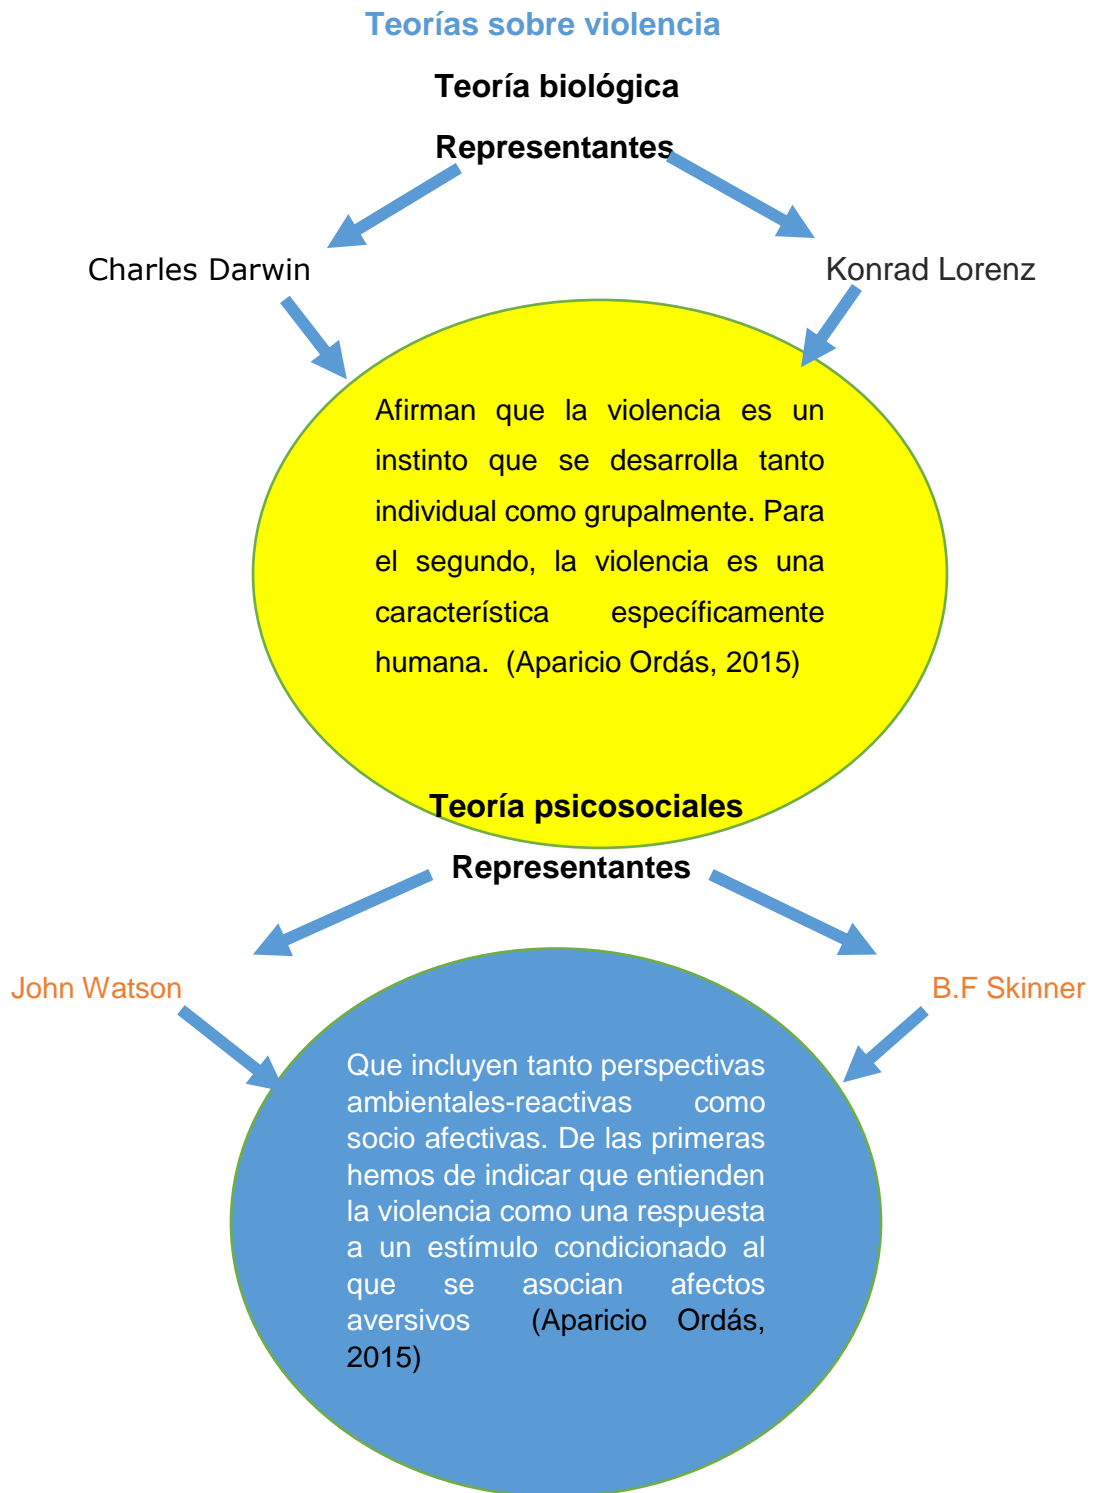 Teorías sobre violencia
Teoría biológica
Representantes
Charles Darwin
Konrad Lorenz
Afirman que la violencia es un
instinto que se desarrolla tanto
individual como grupalmente. Para
el segundo, la violencia es una
característica específicamente
humana. (Aparicio Ordás, 2015)
Teoría psicosociales
Representantes
John Watson
B.F Skinner
Que incluyen tanto perspectivas
ambientales-reactivas como
socio afectivas. De las primeras
hemos de indicar que entienden
la violencia como una respuesta
a un estímulo condicionado al
que se asocian afectos
aversivos (Aparicio Ordás,
2015)